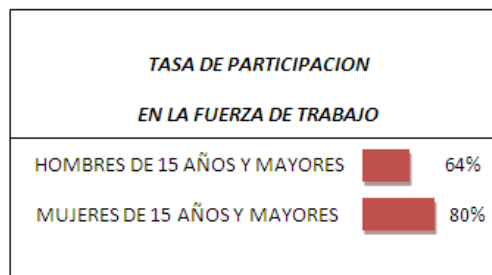 TASA DE PARTICIPACION
EN LA FUERZA DE TRABAJO
HOMBRES DE 15 AÑOS Y MAYORES 64%
MUJERES DE 15 AÑOS Y MAYORES 80%